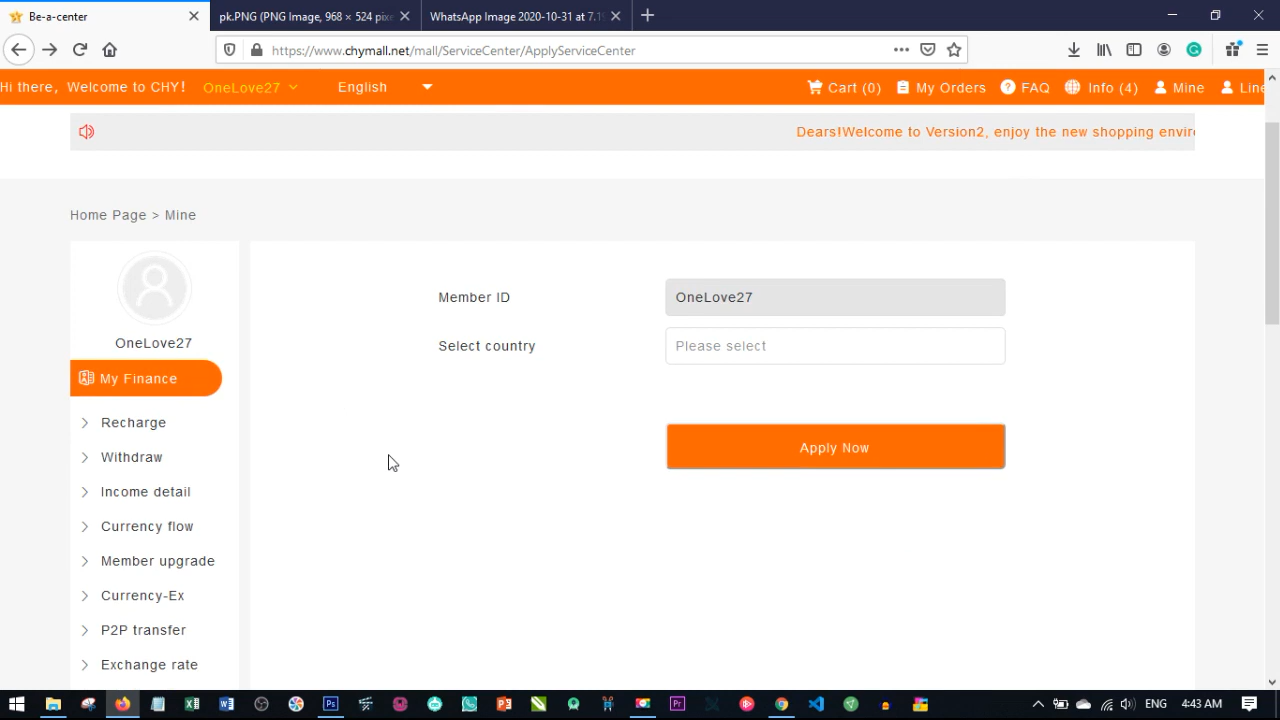 Be-a-center
pk.PNG (PNG Image, 968 × 524 pixe
WhatsApp Image 2020-10-31 at 7.1
https://www.chymall.net/mall/ServiceCenter/ApplyServiceCenter
Hi there, Welcome to CHY! OneLove27 English Cart (0) My Orders FAQ Info (4) Mine Line
Dears!Welcome to Version2, enjoy the new shopping envir
Home Page > Mine
OneLove27
My Finance
Recharge
Withdraw
Income detail
Currency flow
Member upgrade
Currency-Ex
P2P transfer
Exchange rate
Member ID OneLove27
Select country Please select
Apply Now
ENG 4:43 AM